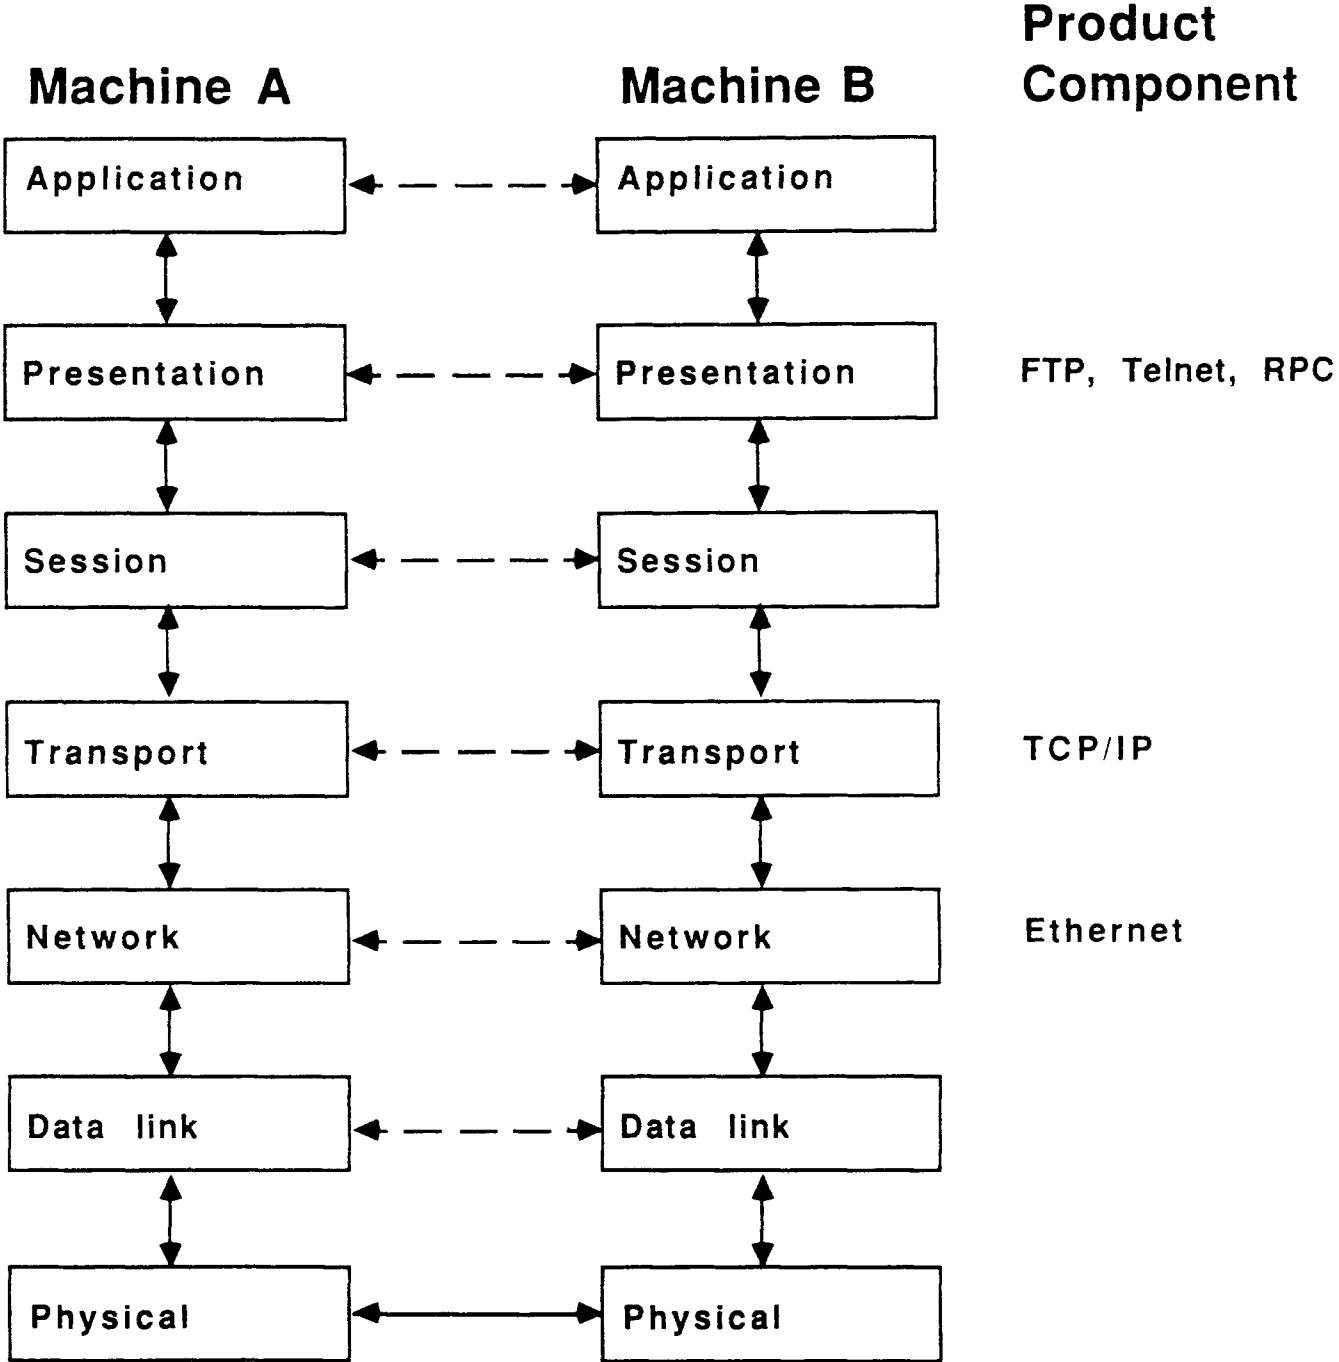 Product
Machine A Machine B Component
Application Application
Presentation Presentation FTP, Telnet, RPC
Session Session
Transport Transport TCP/IP
Network Network Ethernet
Data link Data link
Physical Physical